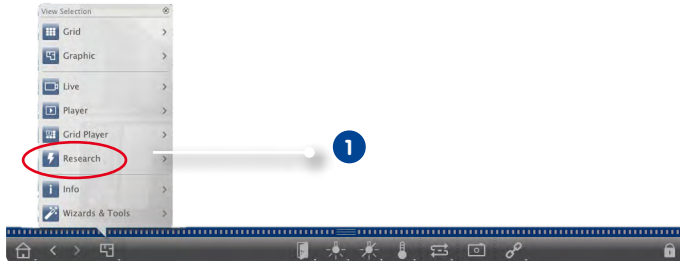 View Selection
Grid
Graphic
Live
Player
Grid Player
Research
Info
Wizards & Tools
1